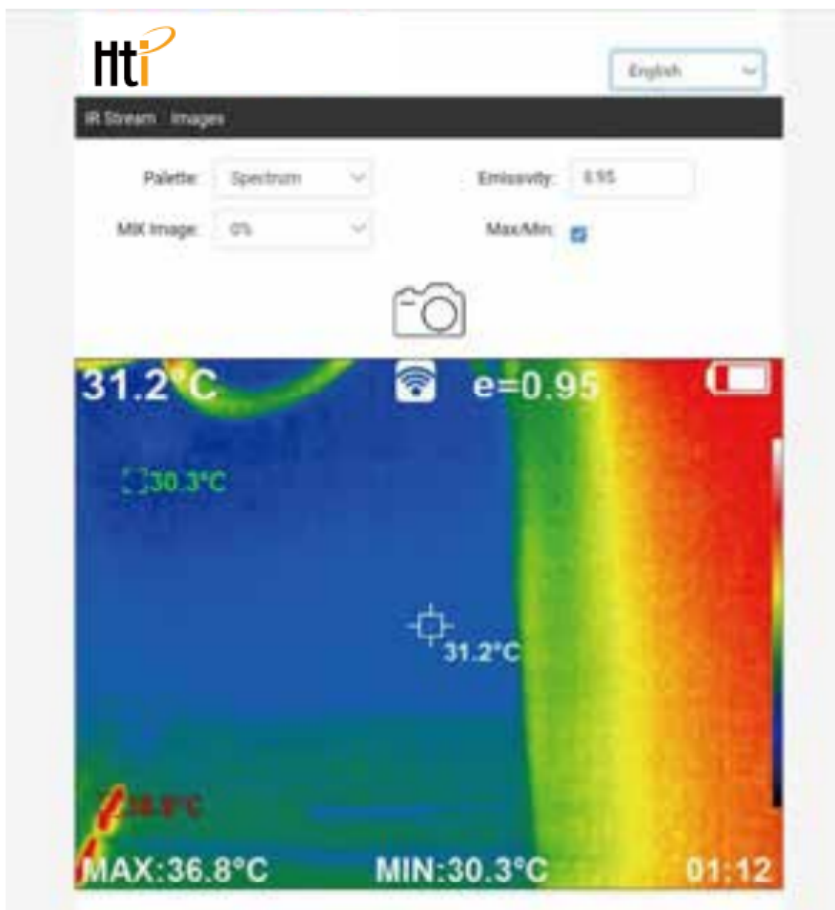 Hti
English
IR Stream Images
Palette: Spectrum Emissivity: 0.95
MIX Image: 0% Max/Min:
31.2°C e=0.95
30.3°C
31.2°C
MAX:36.8°C MIN:30.3°C 01:12